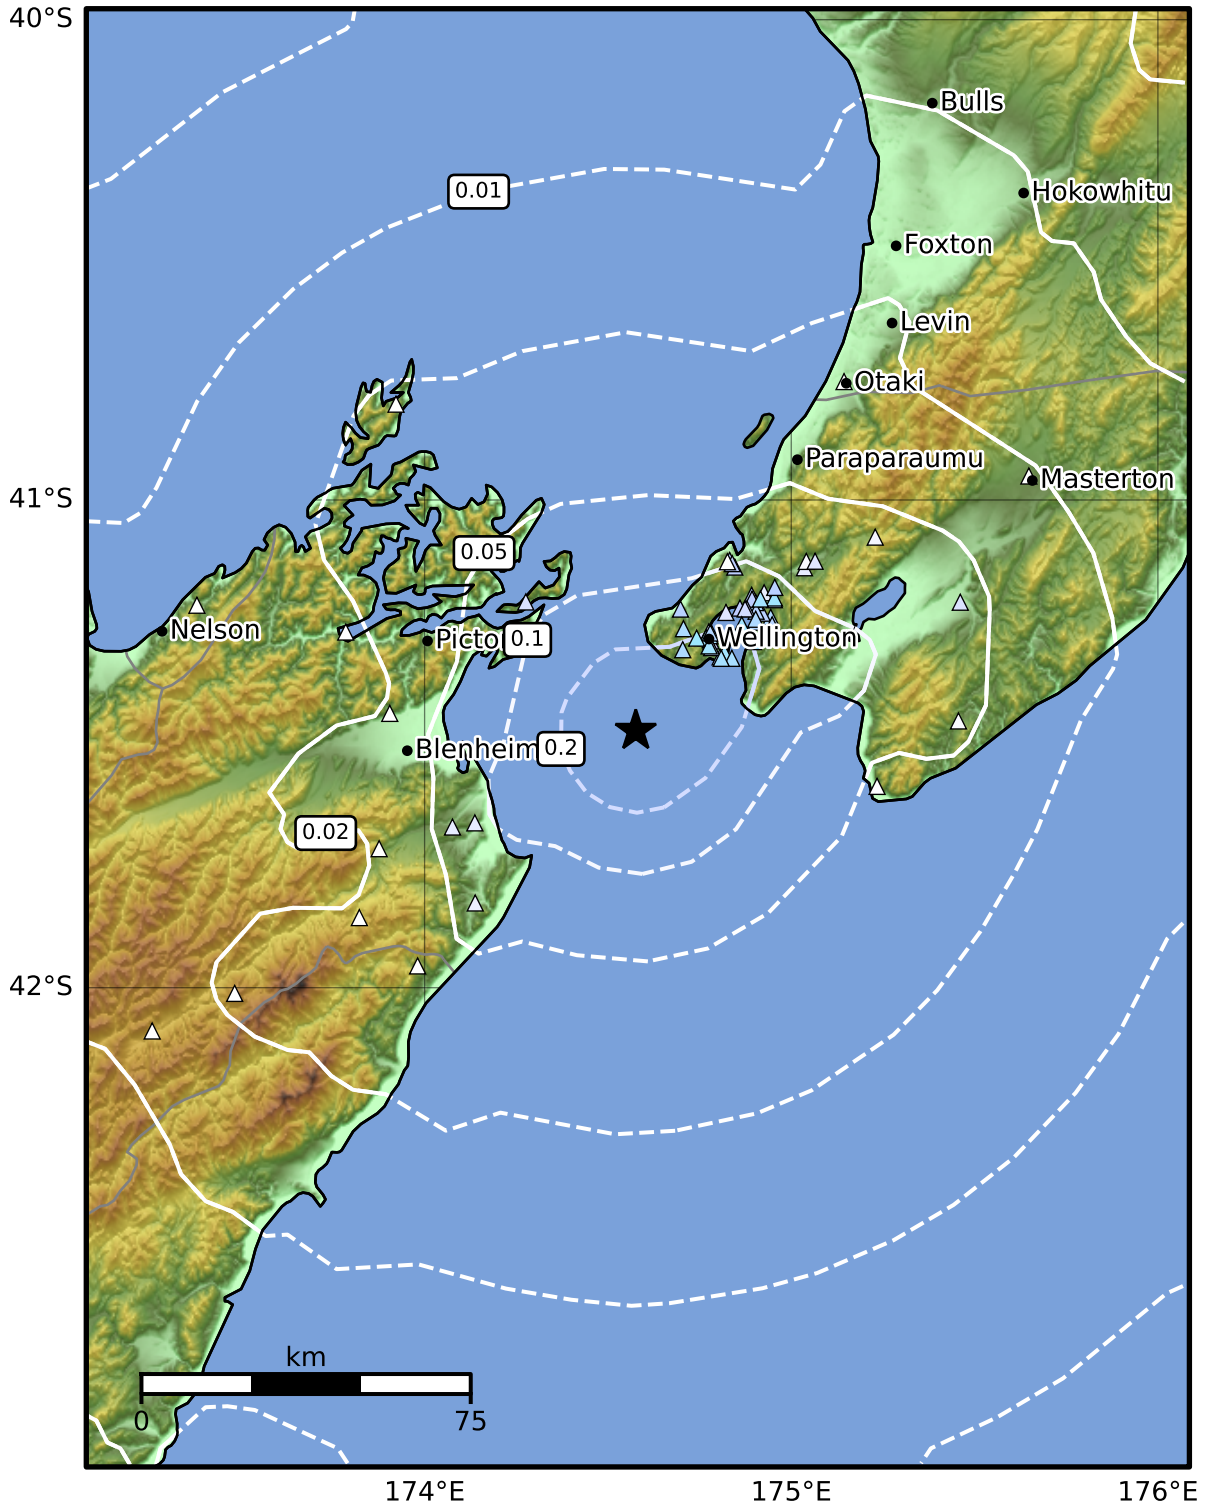 40°S
Bulls
0.01
Hokowhitu
Foxton
Levin
Otaki
Paraparaumu
41°S
Masterton
0.05
Nelson
Picto
0.1
Wellington
Blenheim
0.2
0.02
42°S
km
0
75
174°E
175°E
176°E